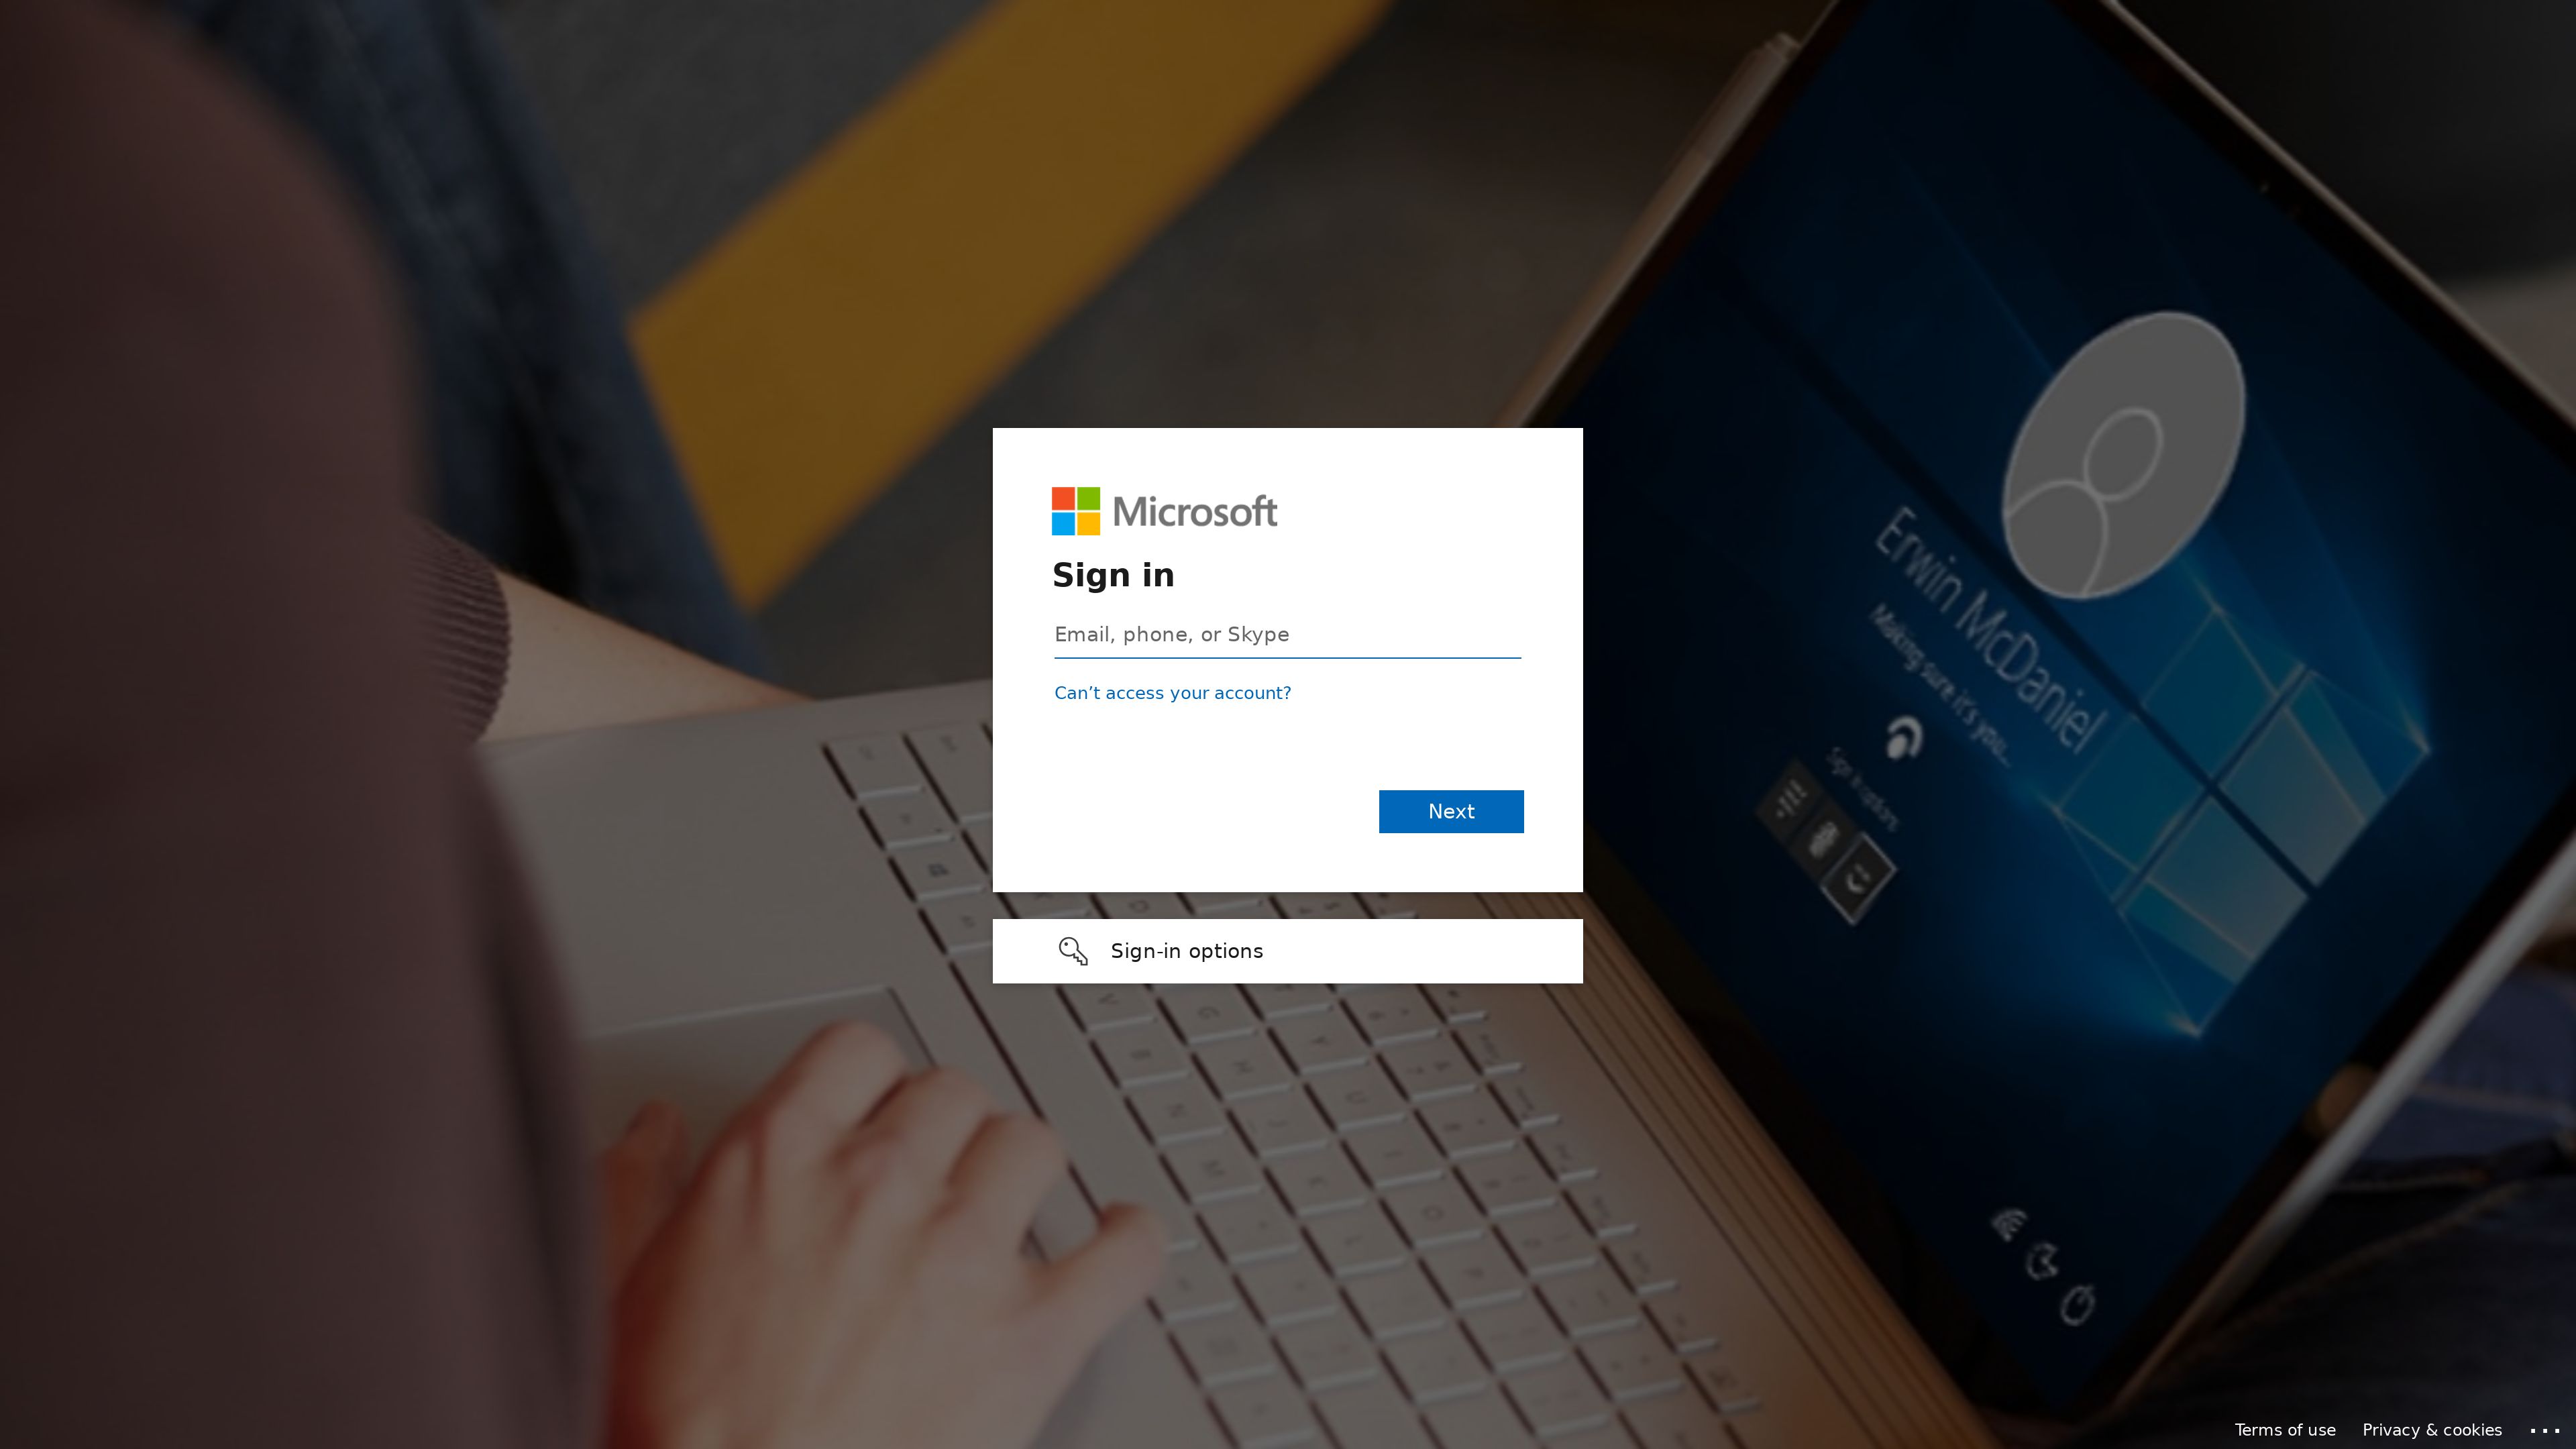 Microsoft
Sign in
Email, phone, or Skype
Can’t access your account?
Next
Sign-in options
Erwin McDaniel
Making sure it's you...
Sign in options
Terms of use
Privacy & cookies
...